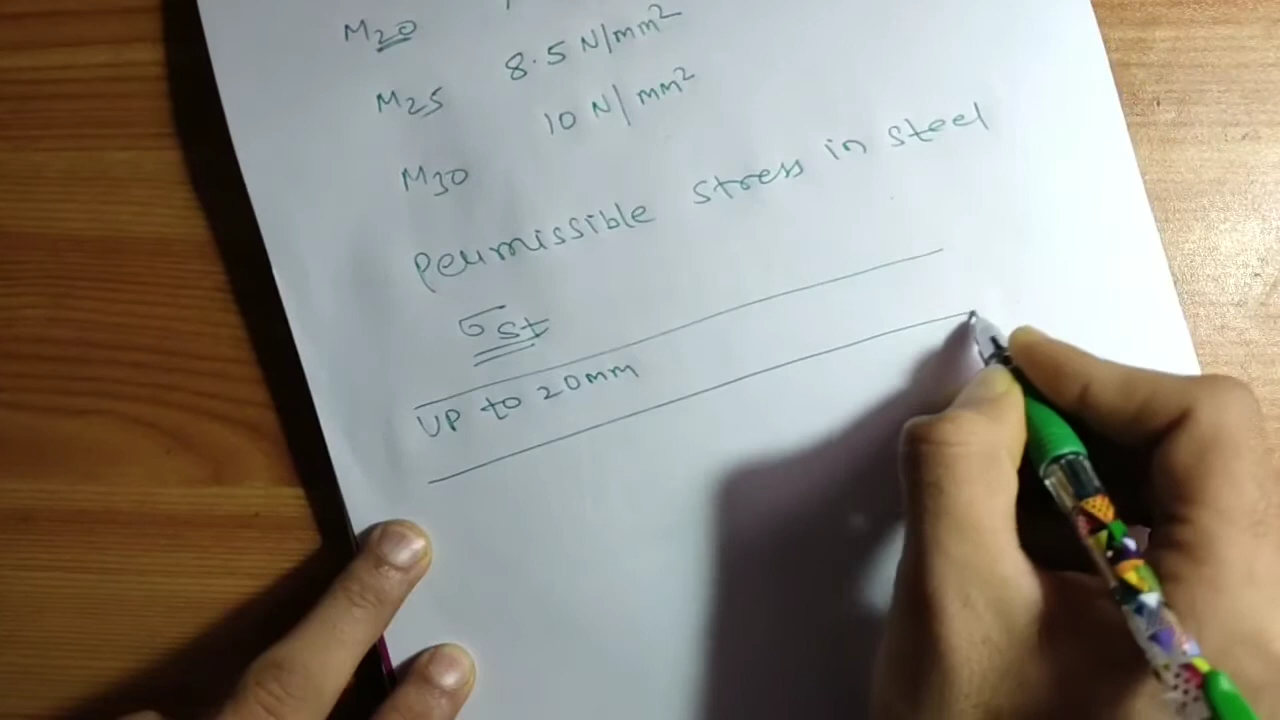 M20
M25 8.5 N/mm²
M30 10 N/mm²
Permissible stress in steel
σst
UP to 20mm